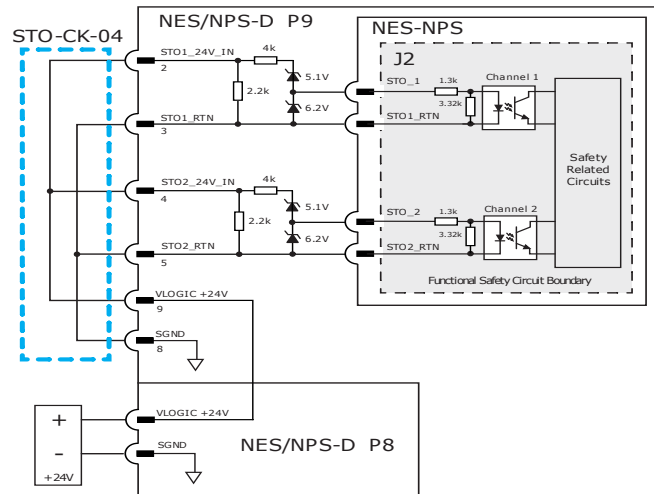 NES/NPS-D P9
NES-NPS
STO-CK-04
J2
STO1_24V_IN
2
4k
5.1V
2.2k
6.2V
STO1_RTN
3
STO_1
1.3k
3.32k
Channel 1
STO1_RTN
Safety
Related
Circuits
STO2_24V_IN
4
4k
5.1V
2.2k
6.2V
STO2_RTN
5
STO_2
1.3k
3.32k
Channel 2
STO2_RTN
Functional Safety Circuit Boundary
VLOGIC +24V
9
SGND
8
+
-
+24V
VLOGIC +24V
SGND
NES/NPS-D P8